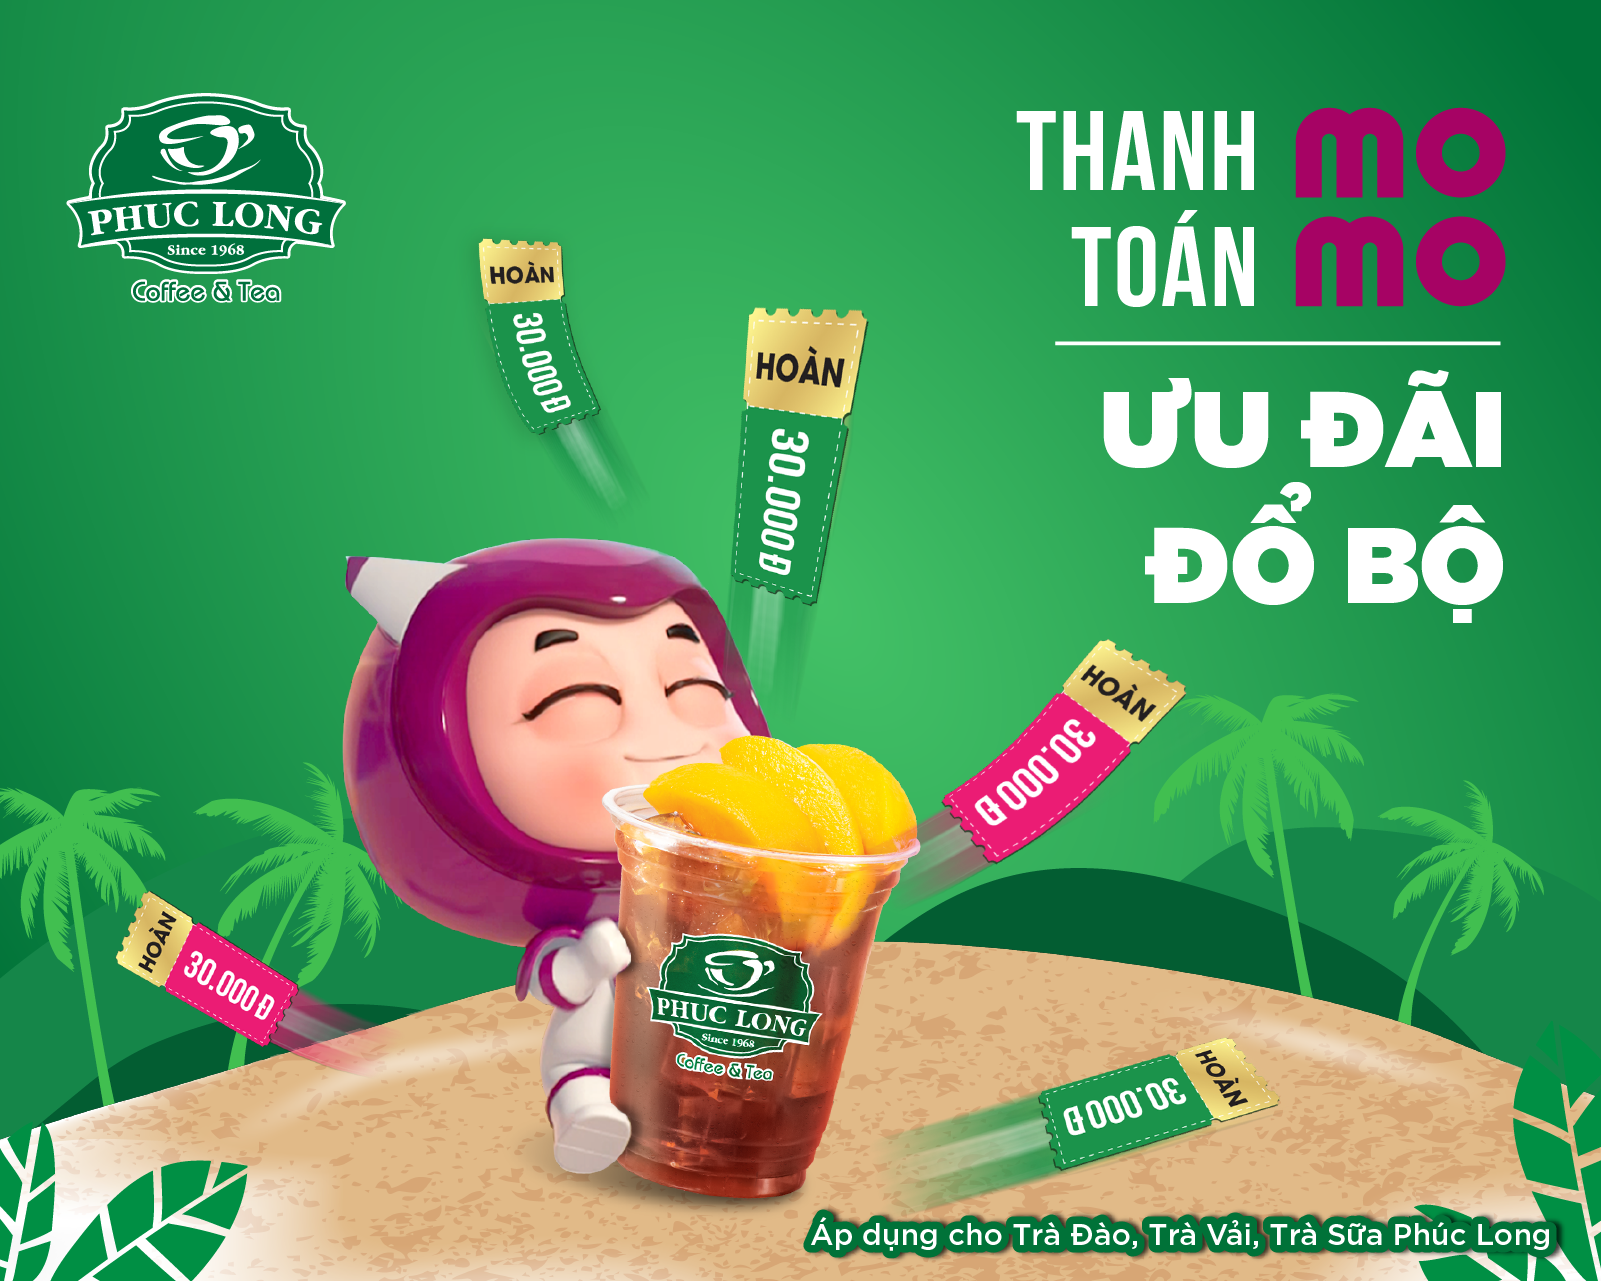 PHUC LONG
Since 1968
Coffee & Tea
THANH TOÁN
mo
mo
ƯU ĐÃI
ĐỔ BỘ
HOÀN
30.000Đ
HOÀN
30.000Đ
HOÀN
30.000Đ
HOÀN
30.000Đ
HOÀN
30.000Đ
PHUC LONG
Since 1968
Coffee & Tea
Áp dụng cho Trà Đào, Trà Vải, Trà Sữa Phúc Long